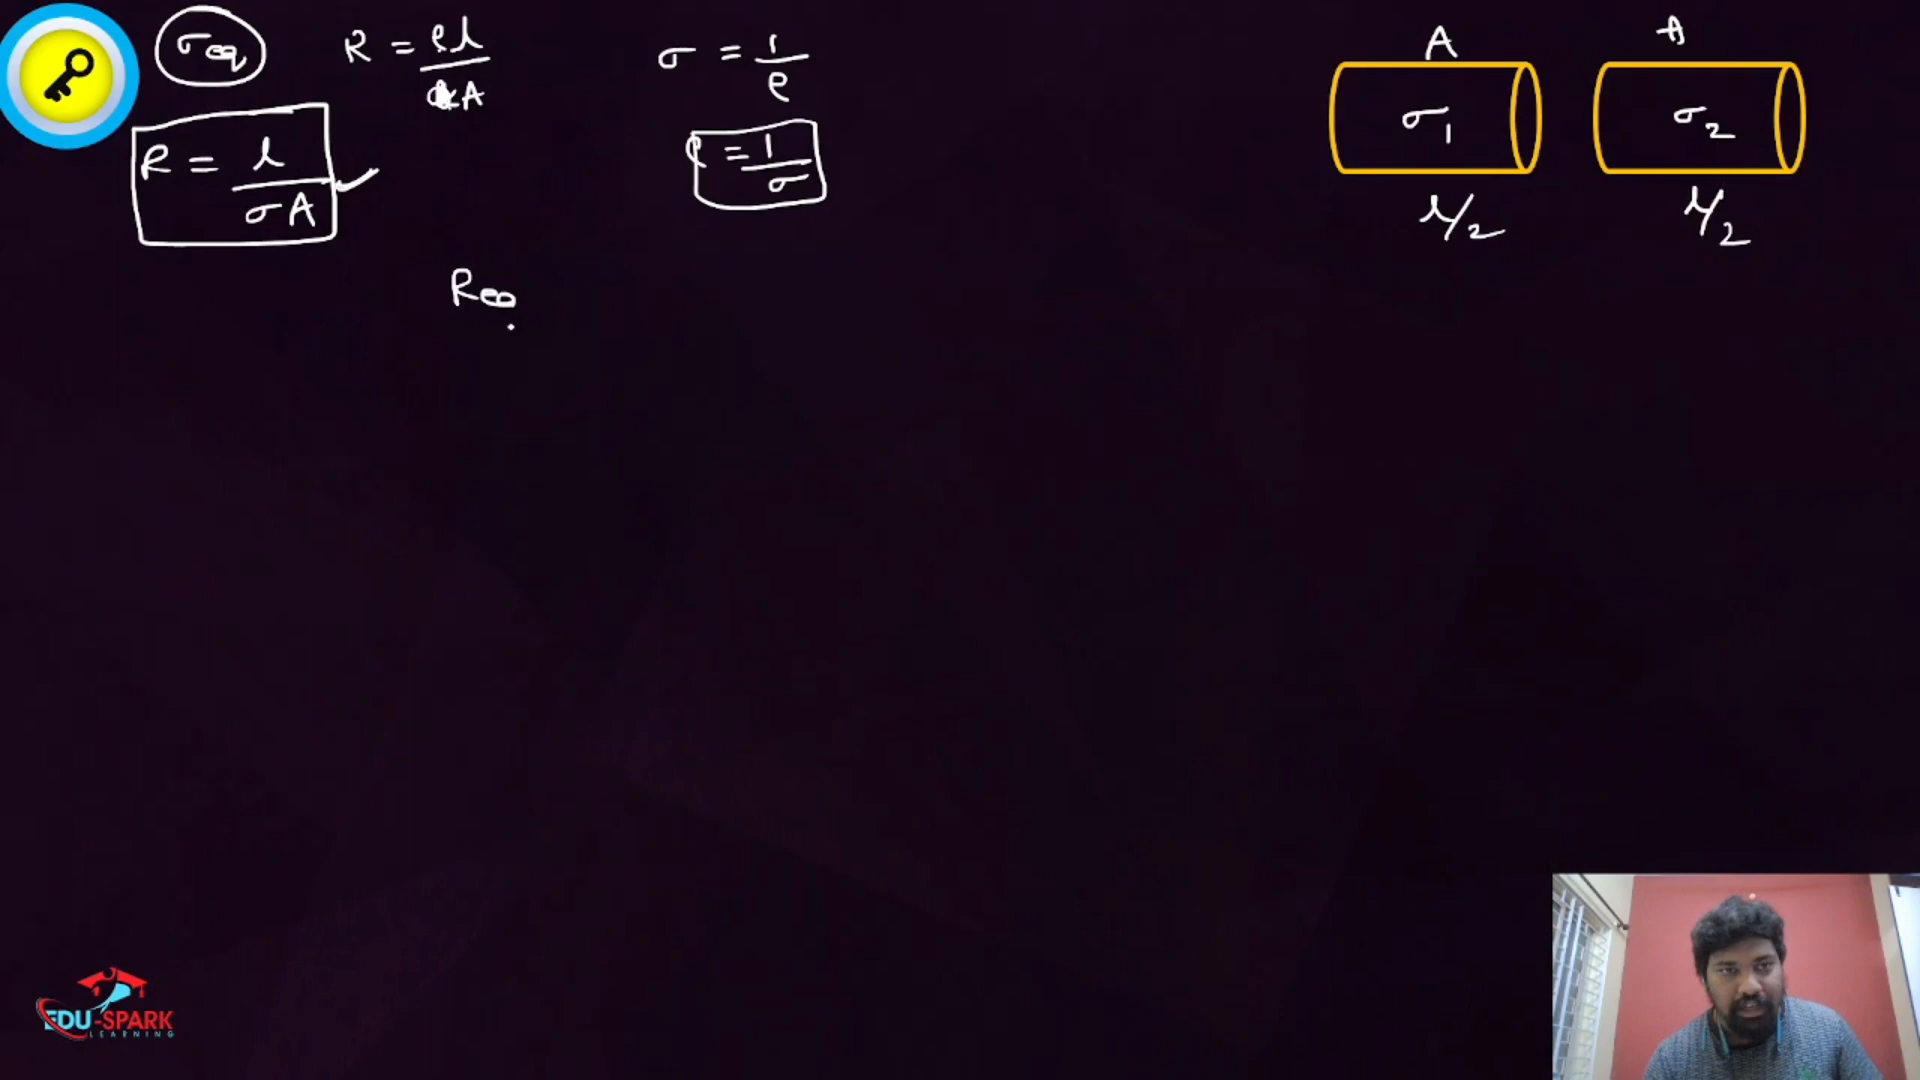 σeq R = ρl/A σ = 1/ρ
R = l/σA ρ = 1/σ
Req
A A
σ1 σ2
l/2 l/2
EDU-SPARK
LEARNING